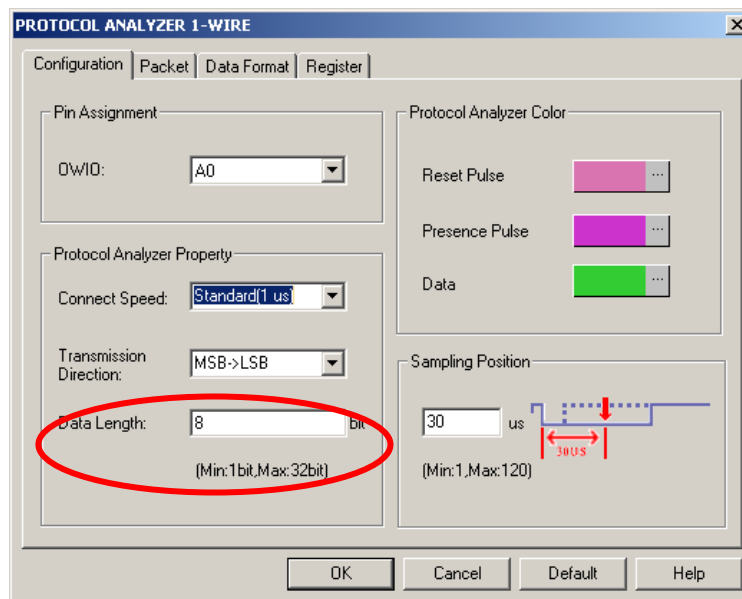 PROTOCOL ANALYZER 1-WIRE
Configuration Packet Data Format Register
Pin Assignment
OWIO: A0
Protocol Analyzer Property
Connect Speed: Standard(1 us)
Transmission
Direction: MSB->LSB
Data Length: 8 bit
(Min:1bit,Max:32bit)
Protocol Analyzer Color
Reset Pulse ...
Presence Pulse ...
Data ...
Sampling Position
30 us
30US
(Min:1,Max:120)
OK Cancel Default Help